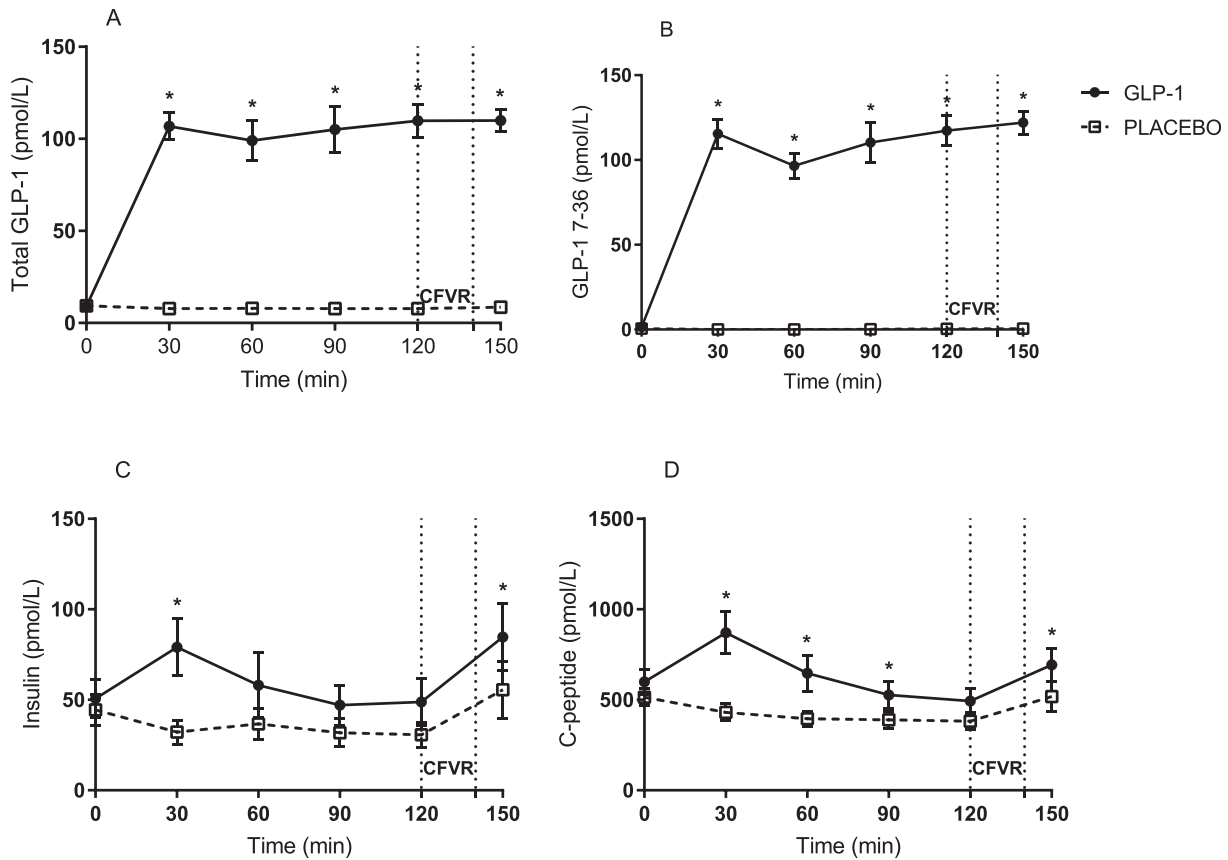 A
Total GLP-1 (pmol/L)
150
100
50
0
* * * * *
CFVR
0 30 60 90 120 150
Time (min)
B
GLP-1 7-36 (pmol/L)
150
100
50
0
* * * * *
CFVR
0 30 60 90 120 150
Time (min)
GLP-1
PLACEBO
C
Insulin (pmol/L)
150
100
50
0
* *
CFVR
0 30 60 90 120 150
Time (min)
D
C-peptide (pmol/L)
1500
1000
500
0
* * * *
CFVR
0 30 60 90 120 150
Time (min)